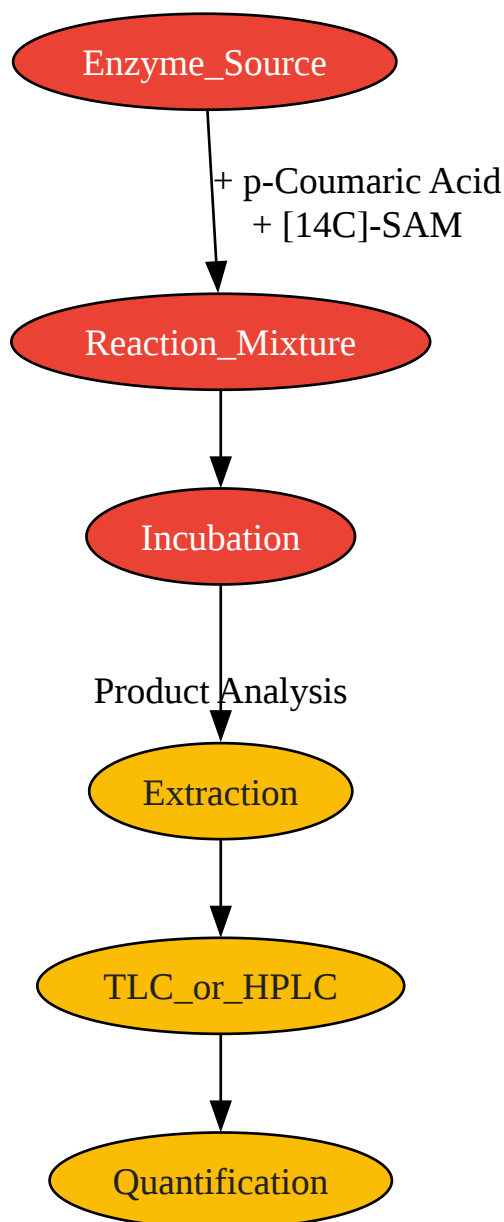 Enzyme_Source
+ p-Coumaric Acid
+ [14C]-SAM
Reaction_Mixture
Incubation
Product Analysis
Extraction
TLC_or_HPLC
Quantification